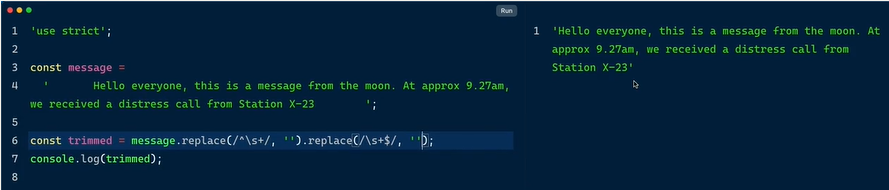 Run
1 'use strict';
2
3 const message =
4 '       Hello everyone, this is a message from the moon. At approx 9.27am,
we received a distress call from Station X-23        ';
5
6 const trimmed = message.replace(/^\s+/, '').replace(/\s+$/, '');
7 console.log(trimmed);
8
1 'Hello everyone, this is a message from the moon. At
approx 9.27am, we received a distress call from
Station X-23'